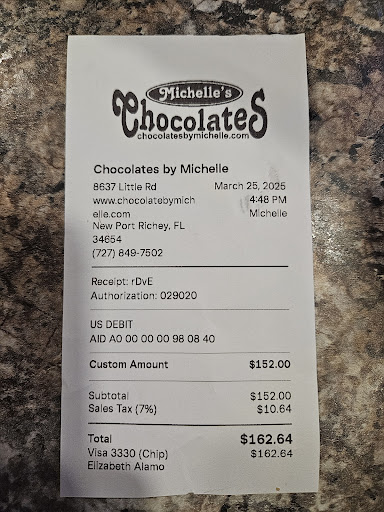 Michelle's
Chocolates
chocolatesbymichelle.com
Chocolates by Michelle
8637 Little Rd March 25, 2025
www.chocolatebymich 4:48 PM
elle.com Michelle
New Port Richey, FL
34654
(727) 849-7502
Receipt: rDvE
Authorization: 029020
US DEBIT
AID A0 00 00 00 98 08 40
Custom Amount $152.00
Subtotal $152.00
Sales Tax (7%) $10.64
Total $162.64
Visa 3330 (Chip) $162.64
Elizabeth Alamo